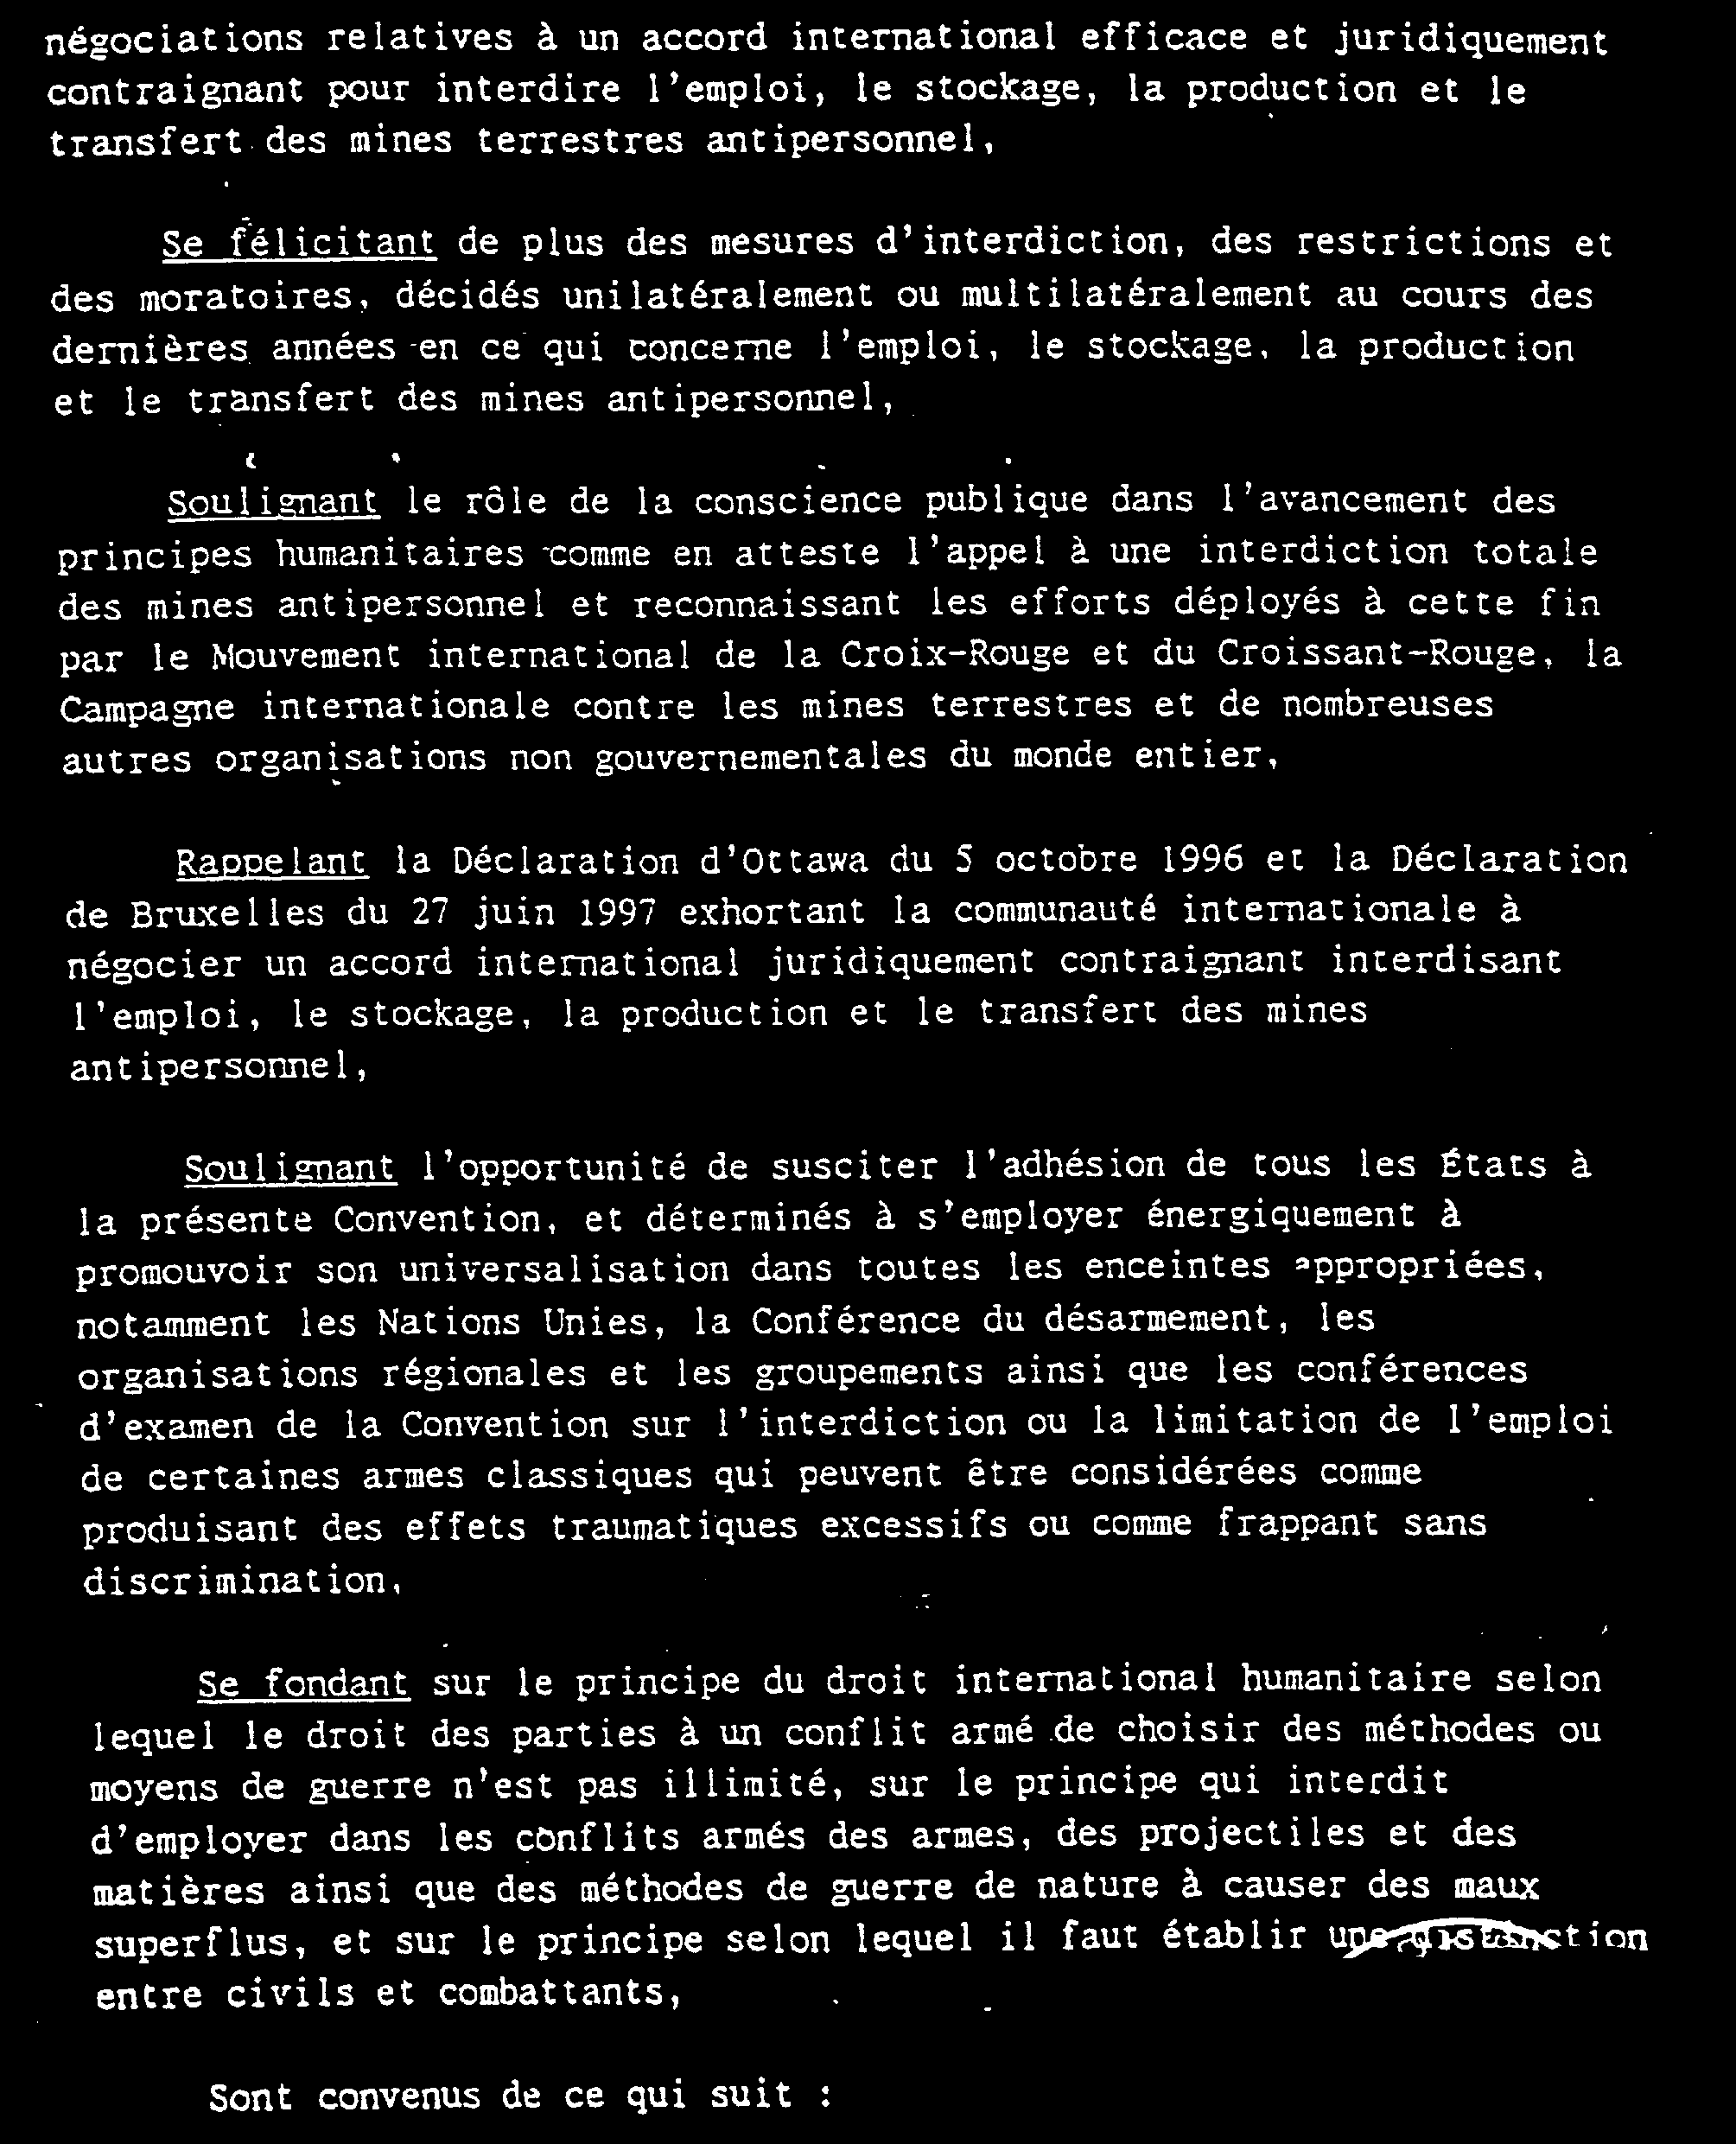 négociations relatives à un accord international efficace et juridiquement
contraignant pour interdire l'emploi, le stockage, la production et le
transfert des mines terrestres antipersonnel,
Se félicitant de plus des mesures d'interdiction, des restrictions et
des moratoires, décidés unilatéralement ou multilatéralement au cours des
dernières années en ce qui concerne l'emploi, le stockage, la production
et le transfert des mines antipersonnel,
Soulignant le rôle de la conscience publique dans l'avancement des
principes humanitaires comme en atteste l'appel à une interdiction totale
des mines antipersonnel et reconnaissant les efforts déployés à cette fin
par le Mouvement international de la Croix-Rouge et du Croissant-Rouge, la
Campagne internationale contre les mines terrestres et de nombreuses
autres organisations non gouvernementales du monde entier,
Rappelant la Déclaration d'Ottawa du 5 octobre 1996 et la Déclaration
de Bruxelles du 27 juin 1997 exhortant la communauté internationale à
négocier un accord international juridiquement contraignant interdisant
l'emploi, le stockage, la production et le transfert des mines
antipersonnel,
Soulignant l'opportunité de susciter l'adhésion de tous les États à
la présente Convention, et déterminés à s'employer énergiquement à
promouvoir son universalisation dans toutes les enceintes appropriées,
notamment les Nations Unies, la Conférence du désarmement, les
organisations régionales et les groupements ainsi que les conférences
d'examen de la Convention sur l'interdiction ou la limitation de l'emploi
de certaines armes classiques qui peuvent être considérées comme
produisant des effets traumatiques excessifs ou comme frappant sans
discrimination,
Se fondant sur le principe du droit international humanitaire selon
lequel le droit des parties à un conflit armé de choisir des méthodes ou
moyens de guerre n'est pas illimité, sur le principe qui interdit
d'employer dans les conflits armés des armes, des projectiles et des
matières ainsi que des méthodes de guerre de nature à causer des maux
superflus, et sur le principe selon lequel il faut établir une distinction
entre civils et combattants,
Sont convenus de ce qui suit :